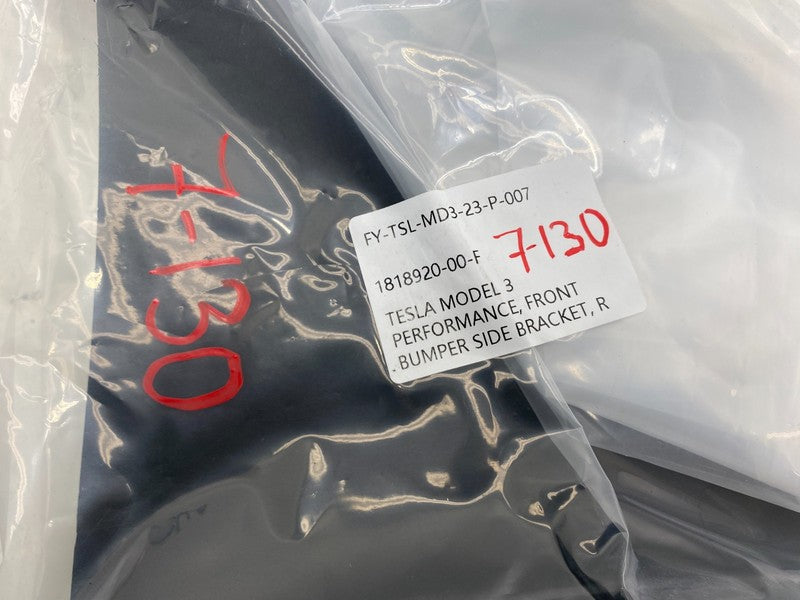 7-130
FY-TSL-MD3-23-P-007
1818920-00-F
7-130
TESLA MODEL 3
PERFORMANCE, FRONT
BUMPER SIDE BRACKET, R